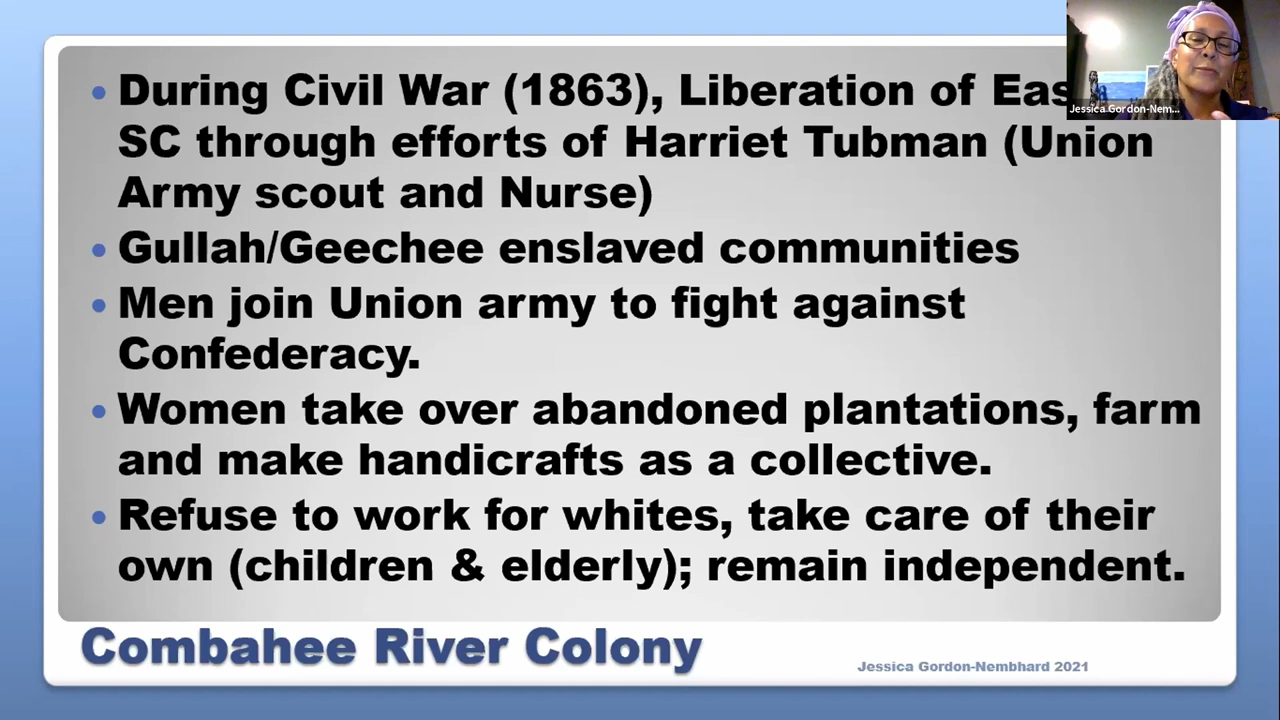 • During Civil War (1863), Liberation of Eas
SC through efforts of Harriet Tubman (Union
Army scout and Nurse)
• Gullah/Geechee enslaved communities
• Men join Union army to fight against
Confederacy.
• Women take over abandoned plantations, farm
and make handicrafts as a collective.
• Refuse to work for whites, take care of their
own (children & elderly); remain independent.
Combahee River Colony
Jessica Gordon-Nembhard 2021
Jessica Gordon-Nem...